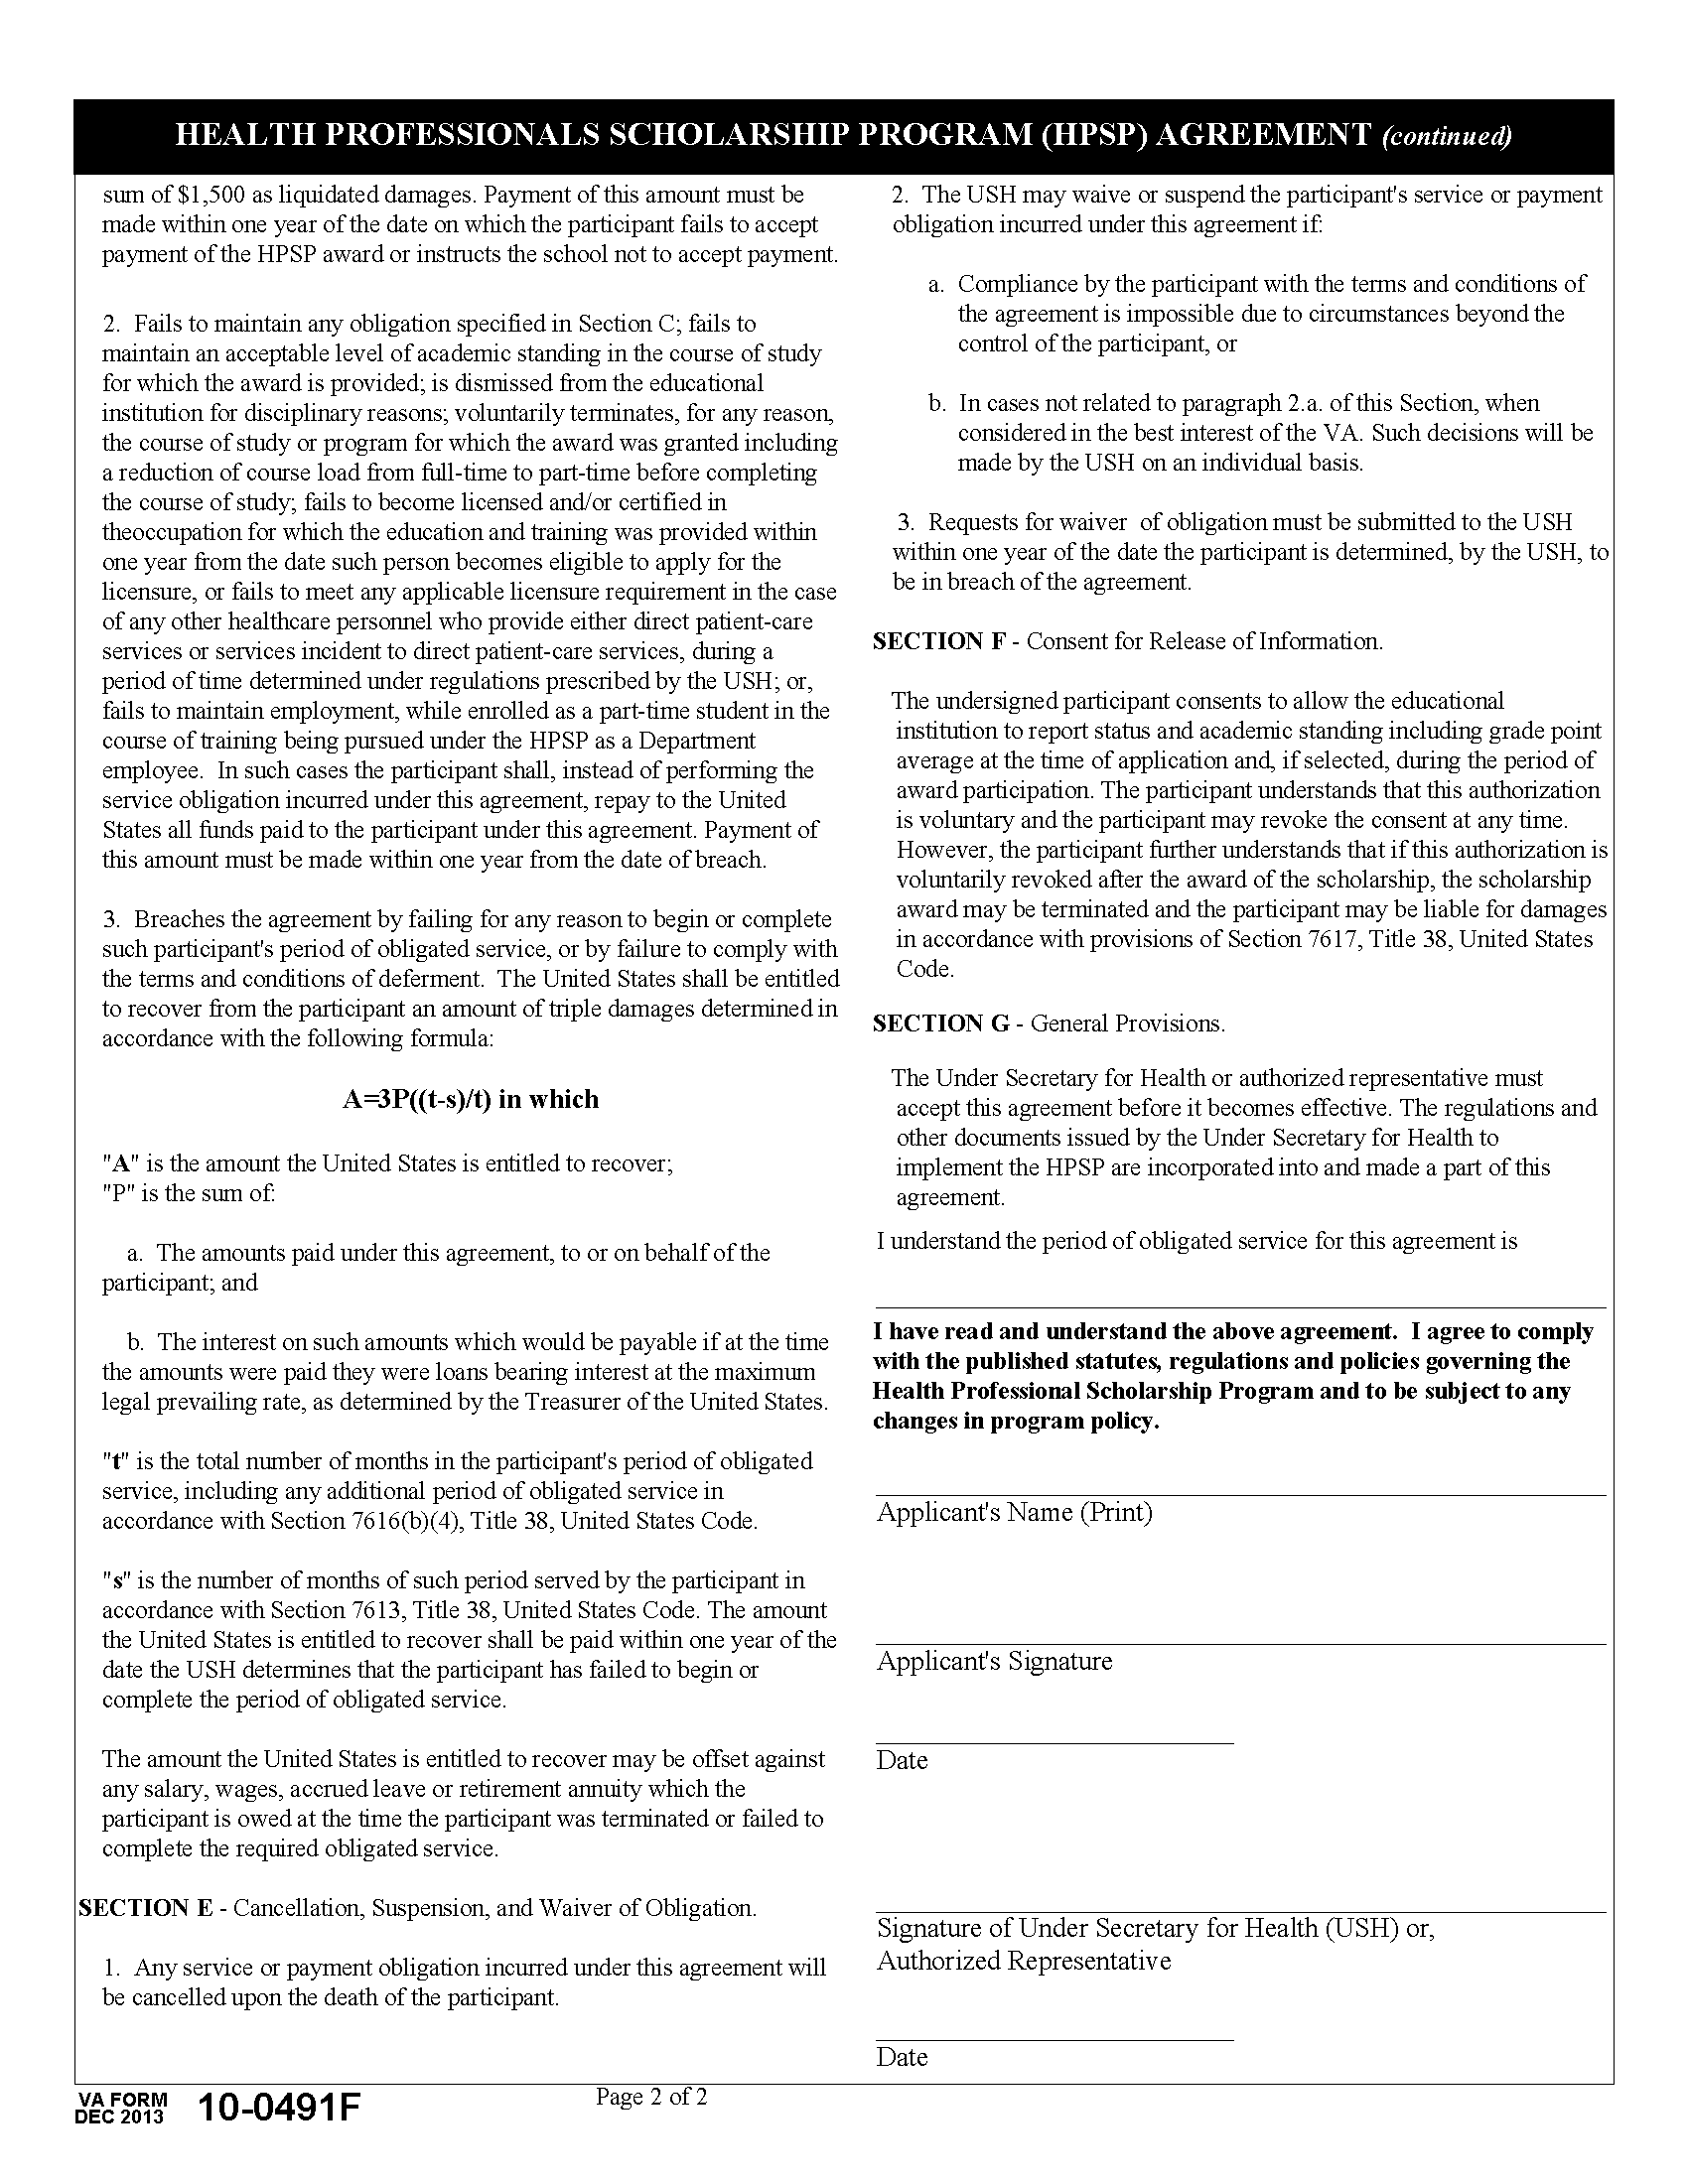 HEALTH PROFESSIONALS SCHOLARSHIP PROGRAM (HPSP) AGREEMENT (continued)
sum of $1,500 as liquidated damages. Payment of this amount must be
made within one year of the date on which the participant fails to accept
payment of the HPSP award or instructs the school not to accept payment.
2. Fails to maintain any obligation specified in Section C; fails to
maintain an acceptable level of academic standing in the course of study
for which the award is provided; is dismissed from the educational
institution for disciplinary reasons; voluntarily terminates, for any reason,
the course of study or program for which the award was granted including
a reduction of course load from full-time to part-time before completing
the course of study; fails to become licensed and/or certified in
theoccupation for which the education and training was provided within
one year from the date such person becomes eligible to apply for the
licensure, or fails to meet any applicable licensure requirement in the case
of any other healthcare personnel who provide either direct patient-care
services or services incident to direct patient-care services, during a
period of time determined under regulations prescribed by the USH; or,
fails to maintain employment, while enrolled as a part-time student in the
course of training being pursued under the HPSP as a Department
employee. In such cases the participant shall, instead of performing the
service obligation incurred under this agreement, repay to the United
States all funds paid to the participant under this agreement. Payment of
this amount must be made within one year from the date of breach.
3. Breaches the agreement by failing for any reason to begin or complete
such participant's period of obligated service, or by failure to comply with
the terms and conditions of deferment. The United States shall be entitled
to recover from the participant an amount of triple damages determined in
accordance with the following formula:
A=3P((t-s)/t) in which
"A" is the amount the United States is entitled to recover;
"P" is the sum of:
a. The amounts paid under this agreement, to or on behalf of the
participant; and
b. The interest on such amounts which would be payable if at the time
the amounts were paid they were loans bearing interest at the maximum
legal prevailing rate, as determined by the Treasurer of the United States.
"t" is the total number of months in the participant's period of obligated
service, including any additional period of obligated service in
accordance with Section 7616(b)(4), Title 38, United States Code.
"s" is the number of months of such period served by the participant in
accordance with Section 7613, Title 38, United States Code. The amount
the United States is entitled to recover shall be paid within one year of the
date the USH determines that the participant has failed to begin or
complete the period of obligated service.
The amount the United States is entitled to recover may be offset against
any salary, wages, accrued leave or retirement annuity which the
participant is owed at the time the participant was terminated or failed to
complete the required obligated service.
SECTION E - Cancellation, Suspension, and Waiver of Obligation.
1. Any service or payment obligation incurred under this agreement will
be cancelled upon the death of the participant.
2. The USH may waive or suspend the participant's service or payment
obligation incurred under this agreement if:
a. Compliance by the participant with the terms and conditions of
the agreement is impossible due to circumstances beyond the
control of the participant, or
b. In cases not related to paragraph 2.a. of this Section, when
considered in the best interest of the VA. Such decisions will be
made by the USH on an individual basis.
3. Requests for waiver of obligation must be submitted to the USH
within one year of the date the participant is determined, by the USH, to
be in breach of the agreement.
SECTION F - Consent for Release of Information.
The undersigned participant consents to allow the educational
institution to report status and academic standing including grade point
average at the time of application and, if selected, during the period of
award participation. The participant understands that this authorization
is voluntary and the participant may revoke the consent at any time.
However, the participant further understands that if this authorization is
voluntarily revoked after the award of the scholarship, the scholarship
award may be terminated and the participant may be liable for damages
in accordance with provisions of Section 7617, Title 38, United States
Code.
SECTION G - General Provisions.
The Under Secretary for Health or authorized representative must
accept this agreement before it becomes effective. The regulations and
other documents issued by the Under Secretary for Health to
implement the HPSP are incorporated into and made a part of this
agreement.
I understand the period of obligated service for this agreement is
I have read and understand the above agreement. I agree to comply
with the published statutes, regulations and policies governing the
Health Professional Scholarship Program and to be subject to any
changes in program policy.
Applicant's Name (Print)
Applicant's Signature
Date
Signature of Under Secretary for Health (USH) or,
Authorized Representative
Date
VA FORM
DEC 2013 10-0491F
Page 2 of 2